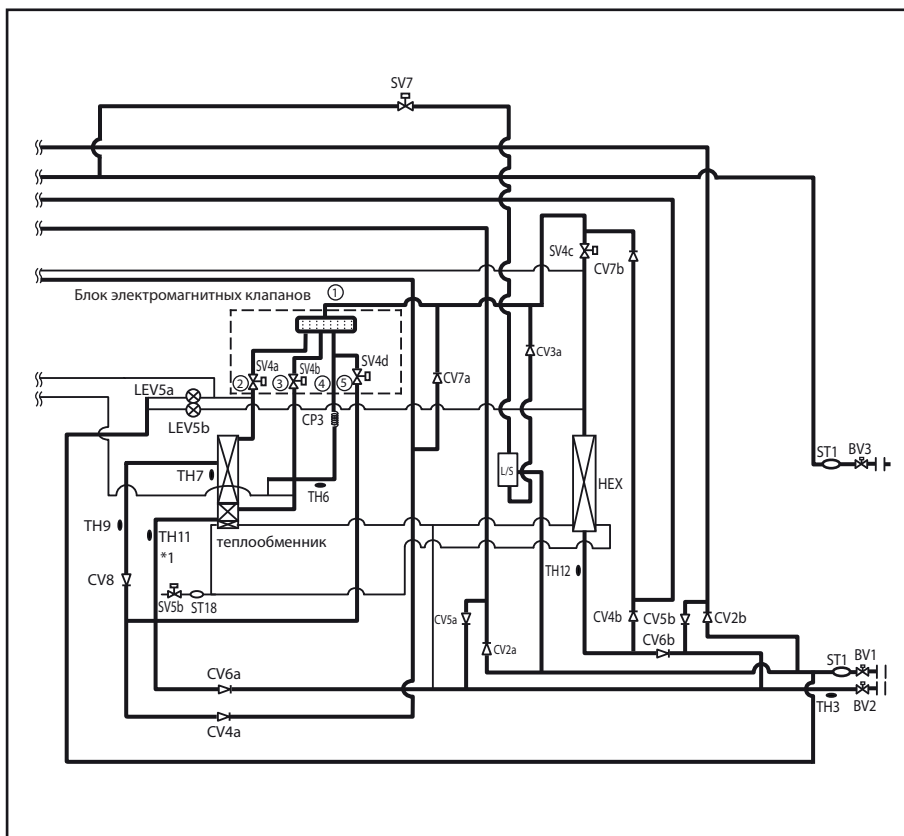 SV7
SV4c
CV7b
Блок электромагнитных клапанов ①
SV4a
SV4b
SV4d
② ③ ④ ⑤
CV7a
CV3a
LEV5a
LEV5b
CP3
ST1
BV3
TH7
L/S
HEX
TH6
TH9
TH11
*1
теплообменник
CV8
SV5b
ST18
TH12
CV5a
CV2a
CV4b
CV5b
CV6b
CV2b
CV6a
CV4a
ST1
BV1
TH3
BV2